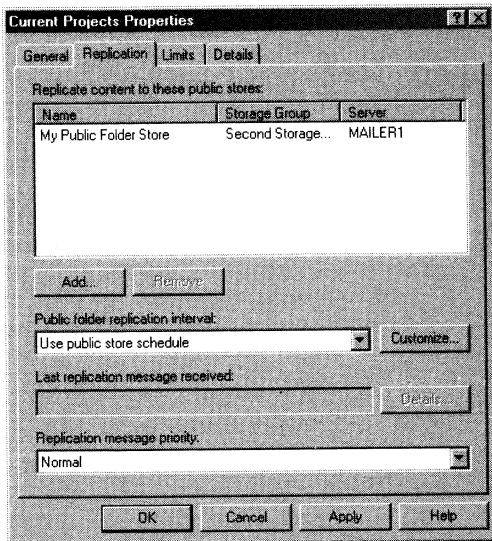 Current Projects Properties
General Replication Limits Details
Replicate content to these public stores:
Name Storage Group Server
My Public Folder Store Second Storage... MAILER1
Add... Remove
Public folder replication interval:
Use public store schedule Customize...
Last replication message received:
Details...
Replication message priority:
Normal
OK Cancel Apply Help